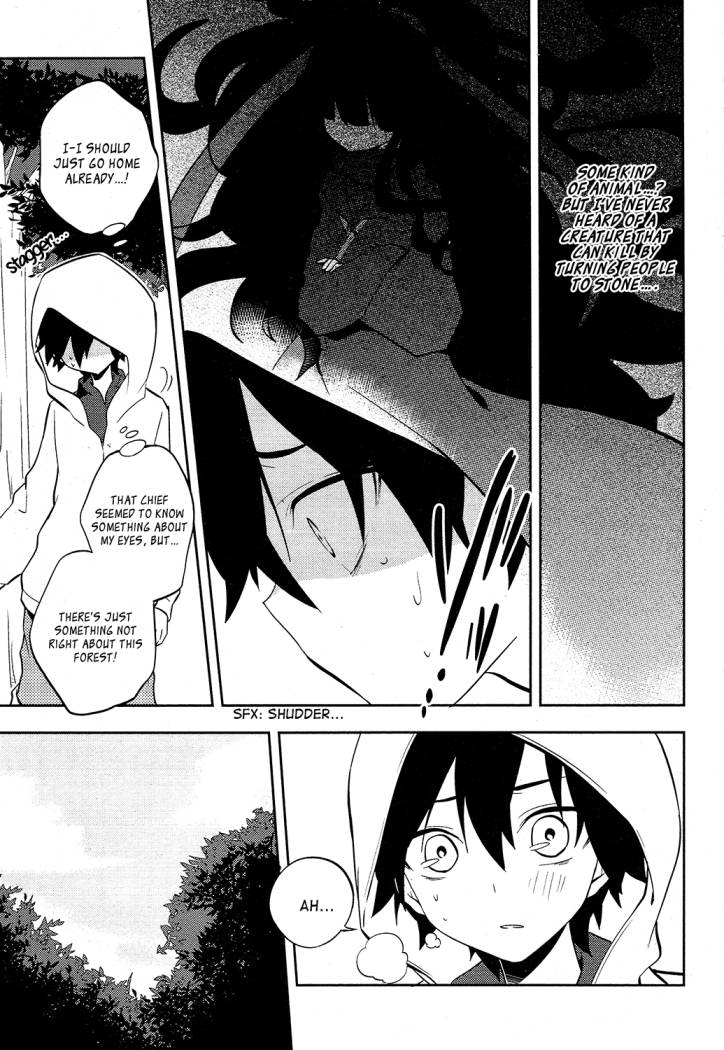 SOME KIND
OF ANIMAL...?
BUT I'VE NEVER
HEARD OF A
CREATURE THAT
CAN KILL BY
TURNING PEOPLE
TO STONE....
SFX: SHUDDER...
I-I SHOULD
JUST GO HOME
ALREADY...!
stagger...
THAT CHIEF
SEEMED TO KNOW
SOMETHING ABOUT
MY EYES, BUT...
THERE'S JUST
SOMETHING NOT
RIGHT ABOUT THIS
FOREST!
AH...